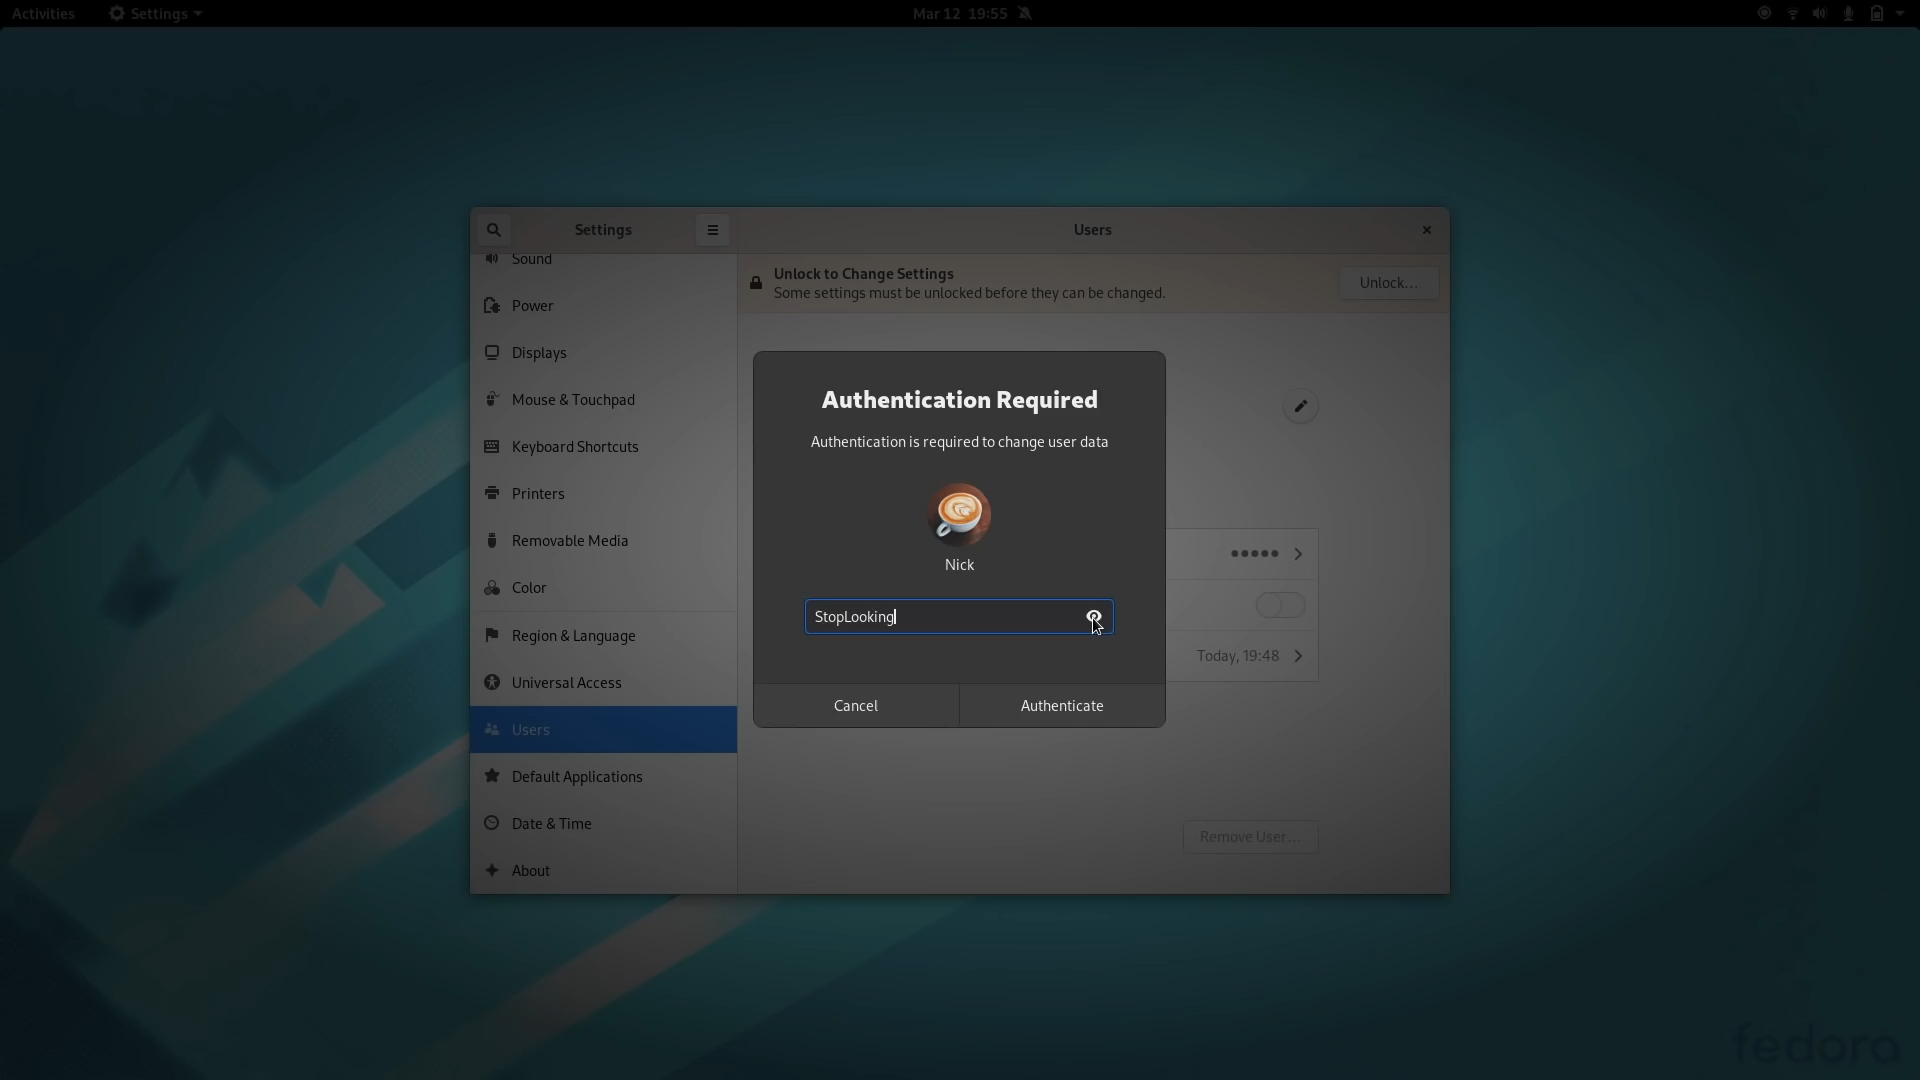 Activities
Settings
Mar 12 19:55
Settings
Users
Sound
Power
Displays
Mouse & Touchpad
Keyboard Shortcuts
Printers
Removable Media
Color
Region & Language
Universal Access
Users
Default Applications
Date & Time
About
Unlock to Change Settings
Some settings must be unlocked before they can be changed.
Unlock…
Authentication Required
Authentication is required to change user data
Nick
StopLooking
Cancel
Authenticate
Today, 19:48
Remove User…
fedora